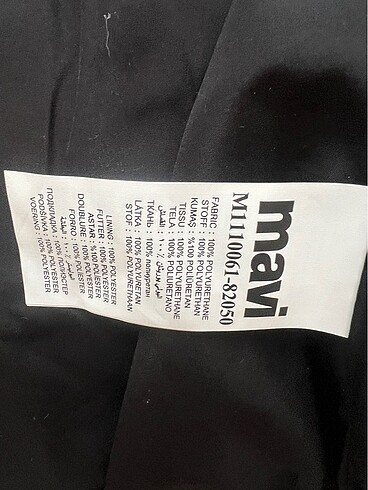 mavi
M1110061-82050
FABRIC : 100% POLYURETHANE
STOFF : 100% POLYURETHAN
KUMAŞ : %100 POLİÜRETAN
TISSU : 100% POLYURETHANE
TELA : 100% POLIURETANO
ТКАНЬ : 100% полиуретан
LÁTKA : 100% POLYURETAN
STOF : 100% POLYURETHAAN
LINING : 100% POLYESTER
FUTTER : 100% POLYESTER
ASTAR : %100 POLYESTER
DOUBLURE : 100% POLYESTER
FORRO : 100% POLYESTER
ПОДКЛАДКА : 100% ПОЛИЭСТЕР
PODŠÍVKA : 100% POLYESTER
VOERING : 100% POLYESTER